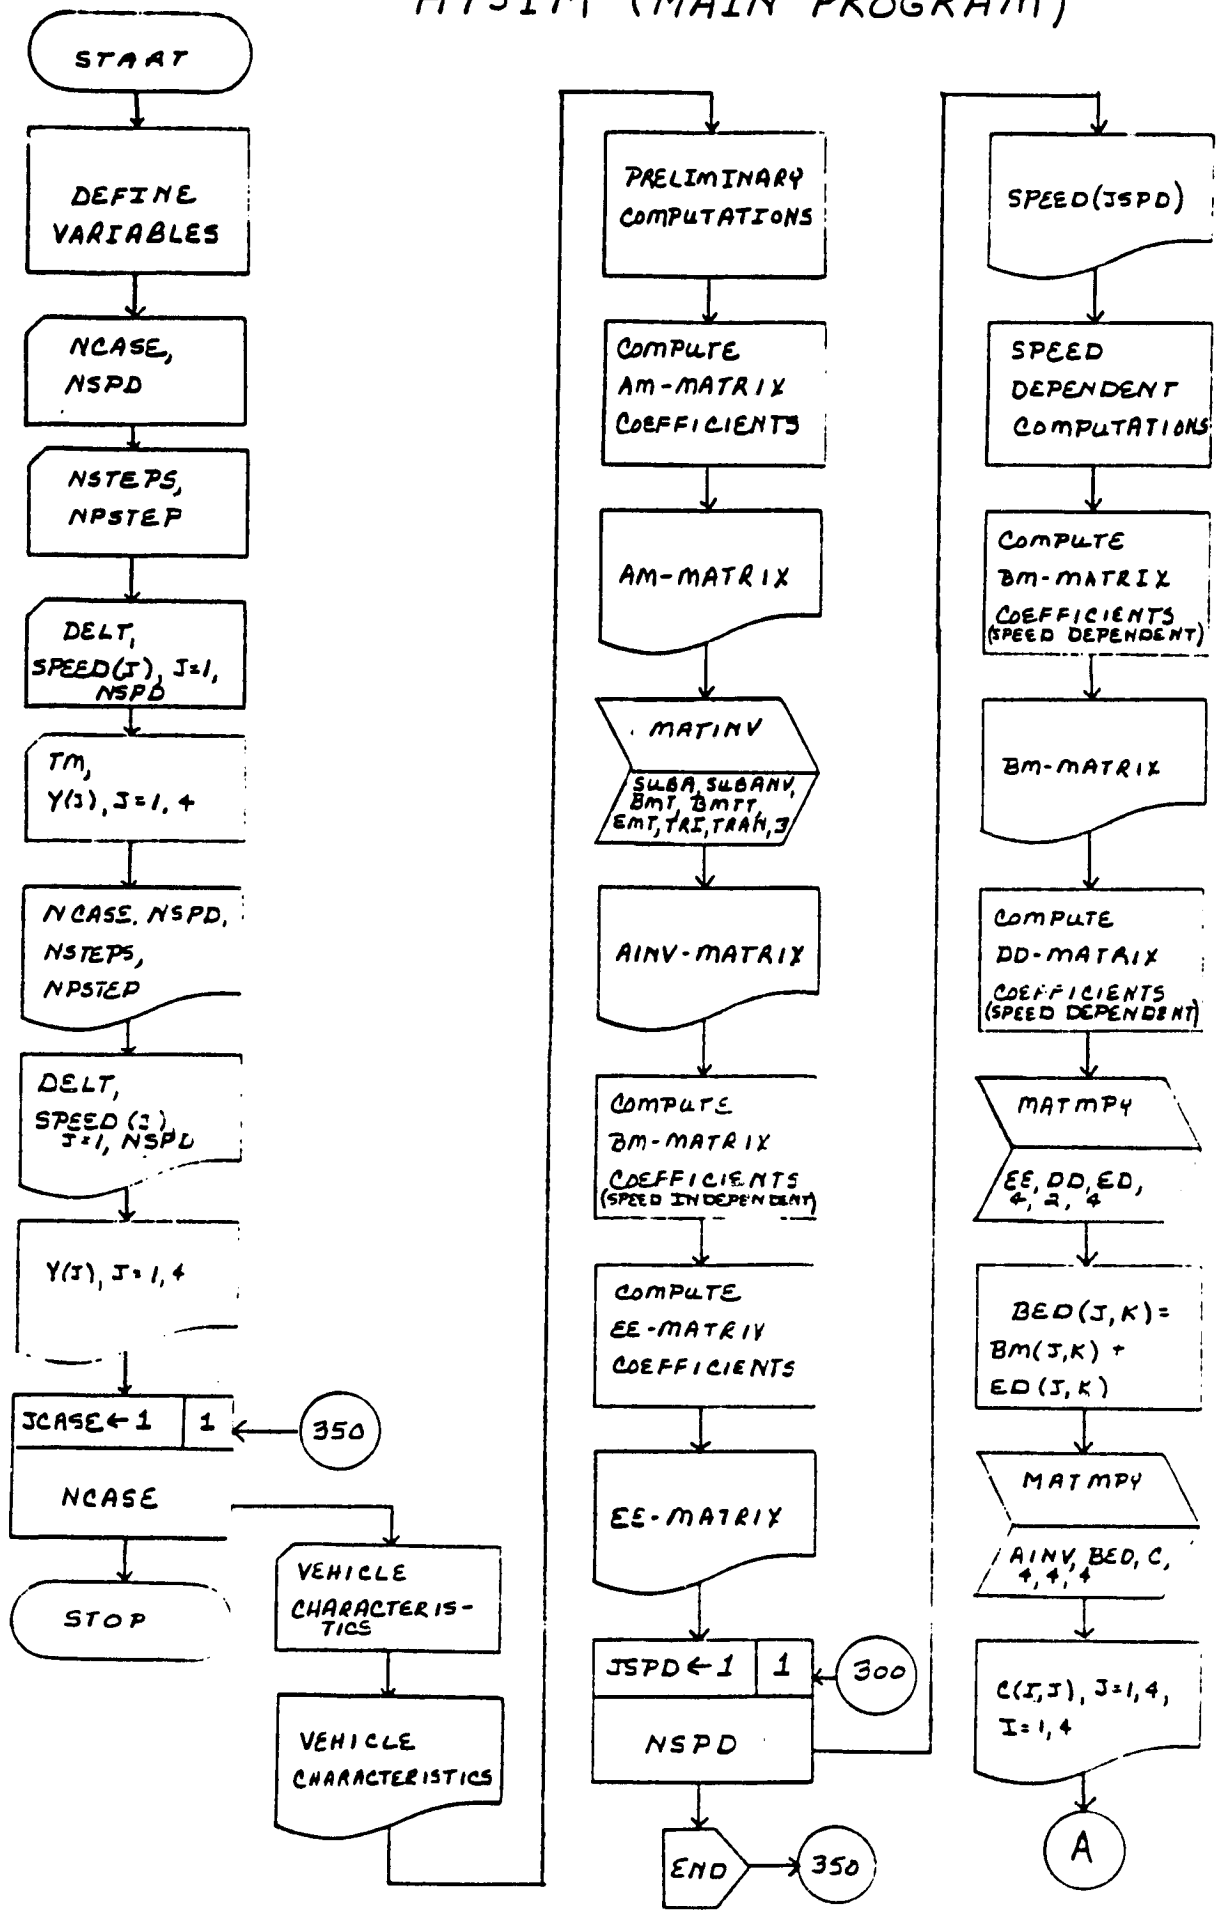 (MAIN PROGRAM)
START
DEFINE
VARIABLES
NCASE,
NSPD
NSTEPS,
NPSTEP
DELT,
SPEED(J), J=1,
NSPD
TM,
Y(J), J=1, 4
NCASE, NSPD,
NSTEPS,
NPSTEP
DELT,
SPEED (J),
J=1, NSPD
Y(J), J=1, 4
JCASE←1 1
350
NCASE
STOP
VEHICLE
CHARACTERIS-
TICS
VEHICLE
CHARACTERISTICS
PRELIMINARY
COMPUTATIONS
COMPUTE
AM-MATRIX
COEFFICIENTS
AM-MATRIX
MATINV
SUBA, SUBANV,
BMT, BMTT,
EMT, TRI, TRAN, 3
AINV-MATRIX
COMPUTE
BM-MATRIX
COEFFICIENTS
(SPEED INDEPENDENT)
COMPUTE
EE-MATRIX
COEFFICIENTS
EE-MATRIX
JSPD←1 1
300
NSPD
END
350
SPEED(JSPD)
SPEED
DEPENDENT
COMPUTATIONS
COMPUTE
BM-MATRIX
COEFFICIENTS
(SPEED DEPENDENT)
BM-MATRIX
COMPUTE
DD-MATRIX
COEFFICIENTS
(SPEED DEPENDENT)
MATMPY
EE, DD, ED,
4, 2, 4
BED(J,K)=
BM(J,K) +
ED(J,K)
MATMPY
AINV, BED, C,
4, 4, 4
C(I,J), J=1,4,
I=1,4
A